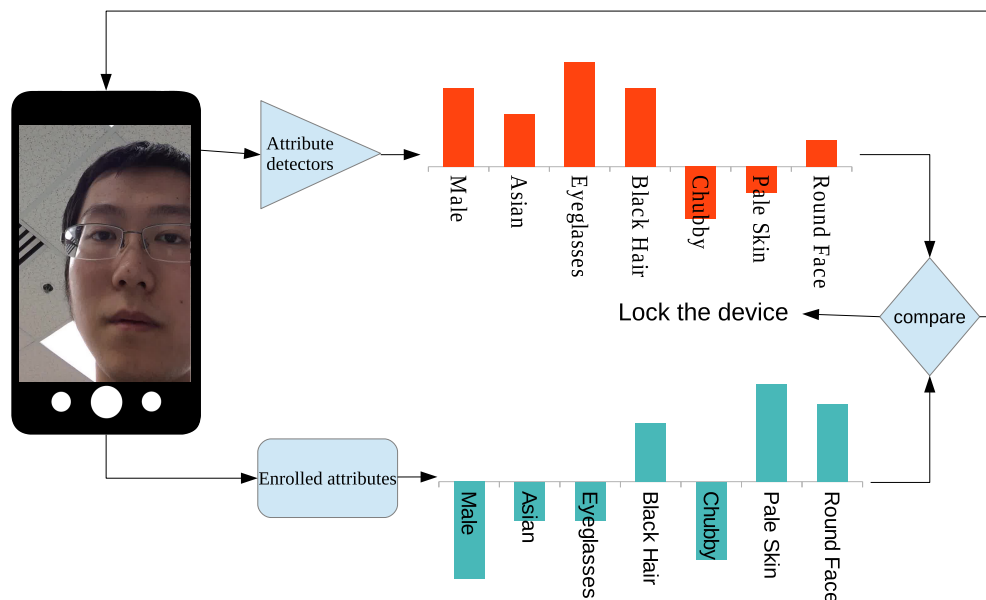 Attribute
detectors
Male
Asian
Eyeglasses
Black Hair
Chubby
Pale Skin
Round Face
Lock the device
compare
Enrolled attributes
Male
Asian
Eyeglasses
Black Hair
Chubby
Pale Skin
Round Face